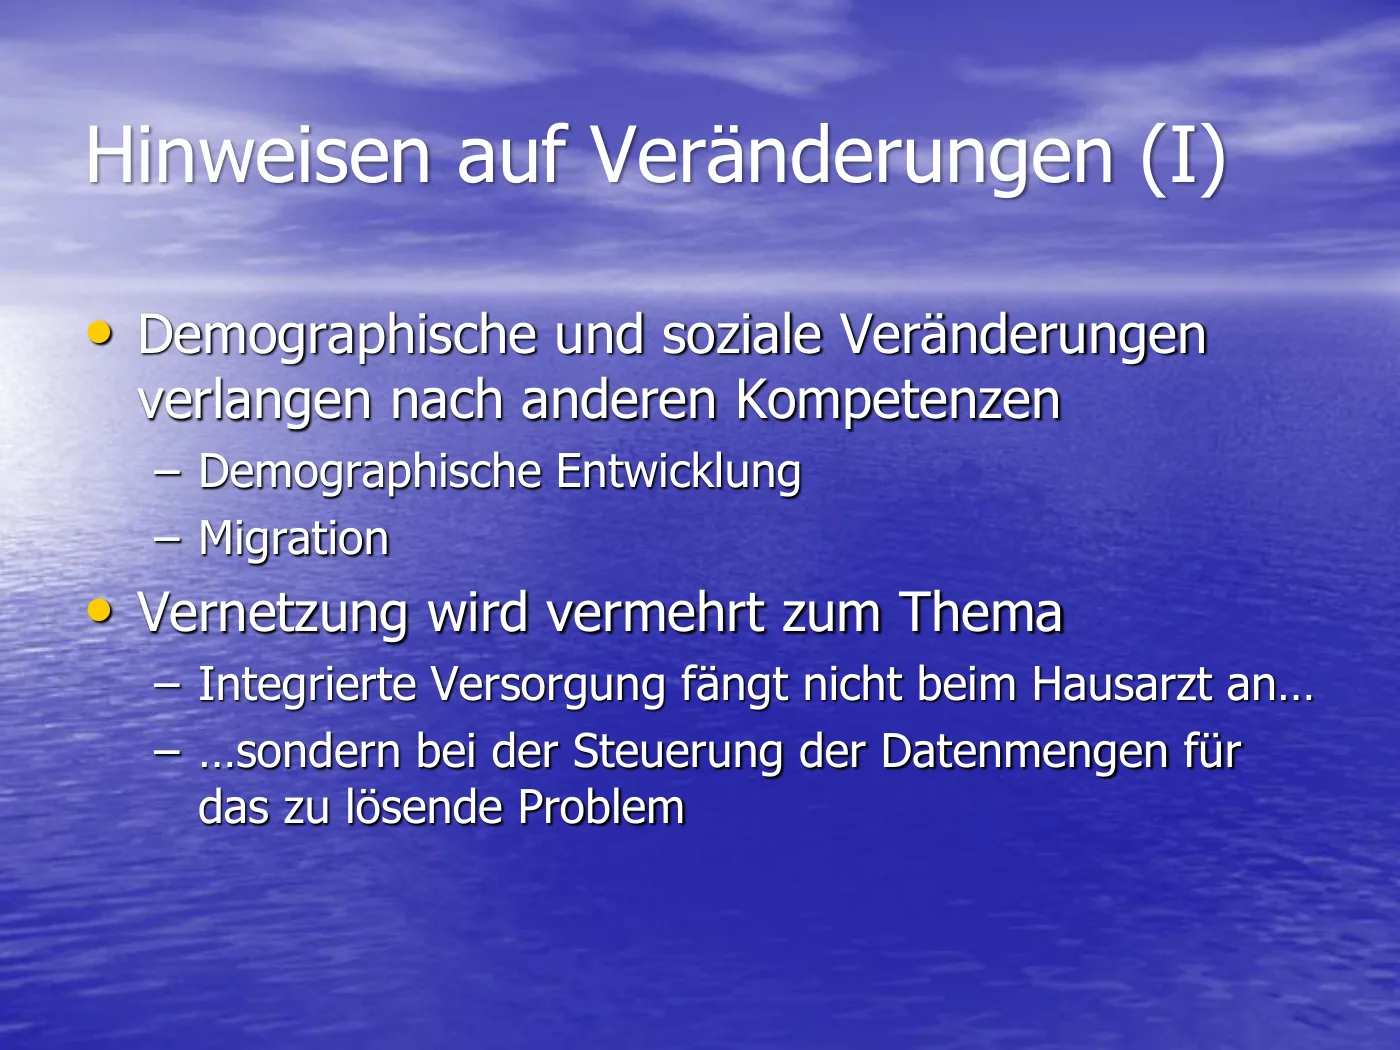 Hinweisen auf Veränderungen (I)
• Demographische und soziale Veränderungen
verlangen nach anderen Kompetenzen
– Demographische Entwicklung
– Migration
• Vernetzung wird vermehrt zum Thema
– Integrierte Versorgung fängt nicht beim Hausarzt an…
– …sondern bei der Steuerung der Datenmengen für
das zu lösende Problem